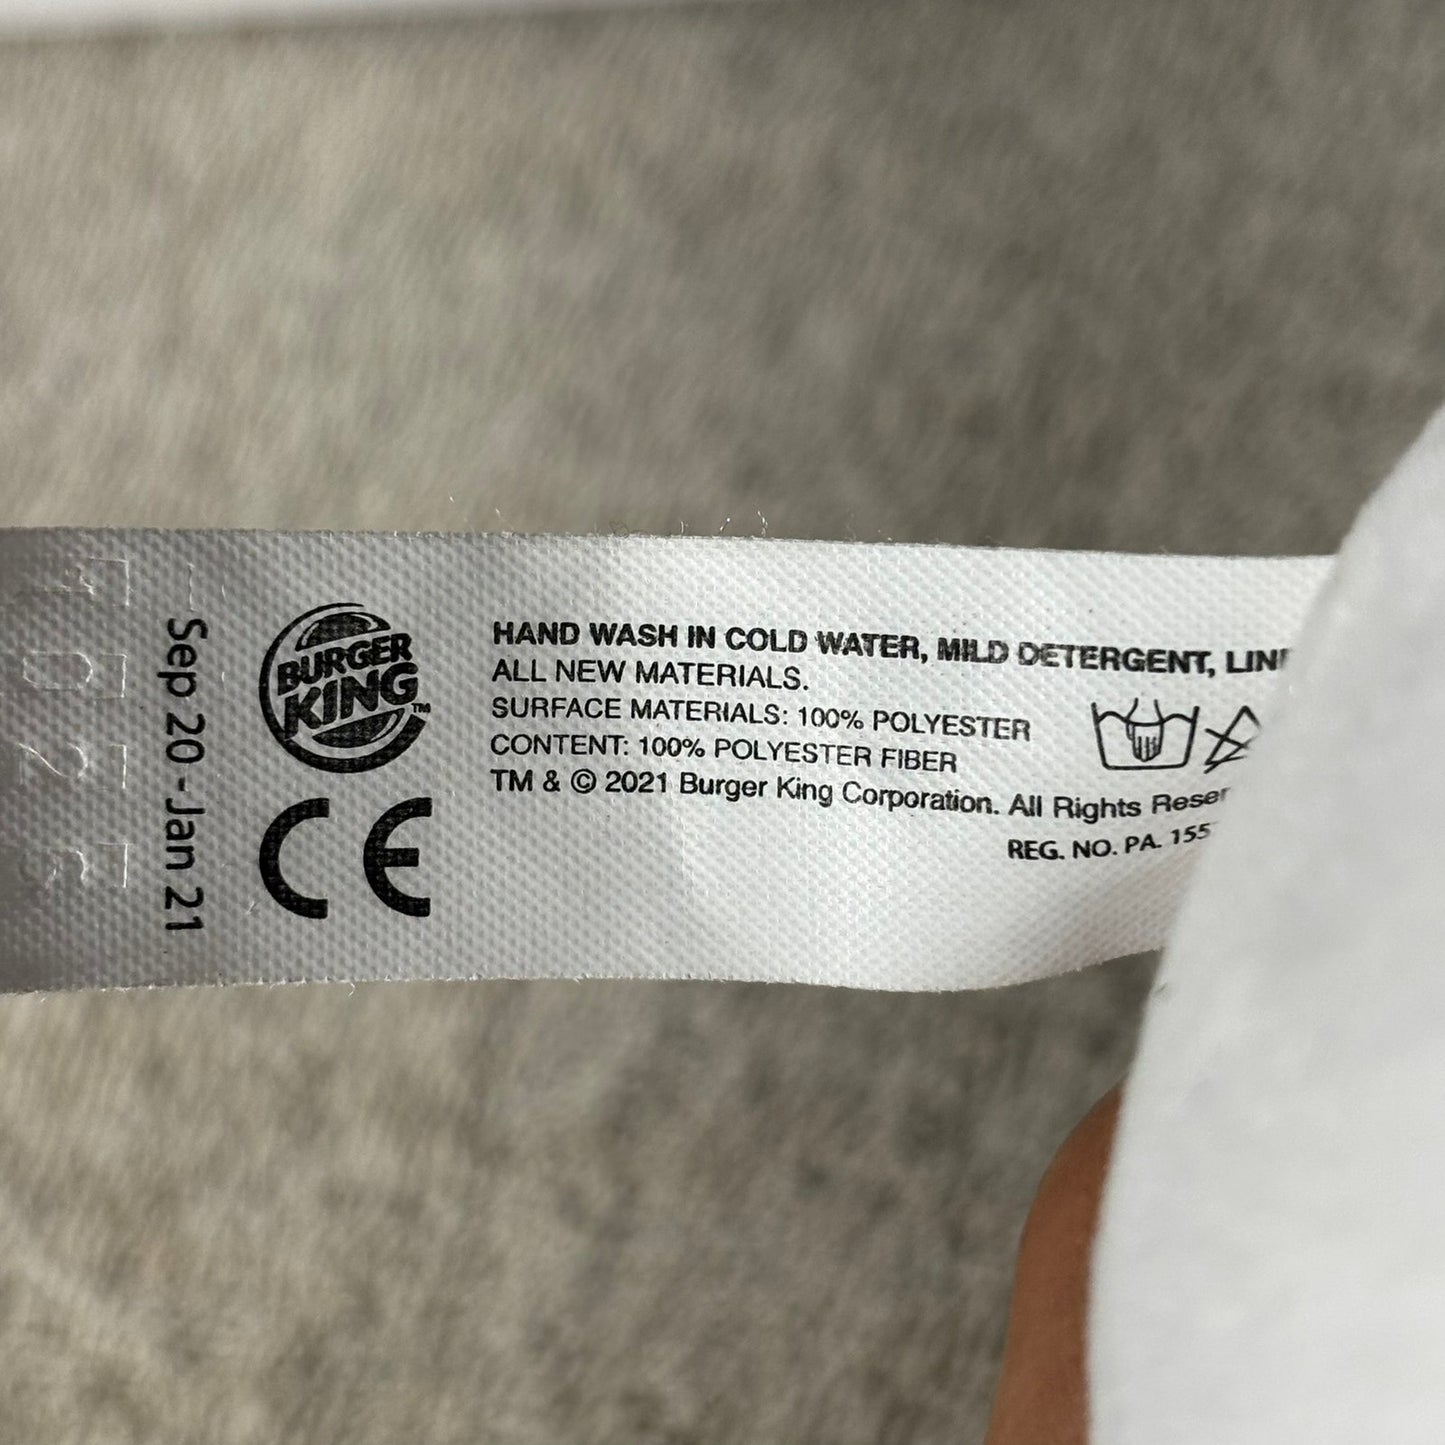 Sep 20 - Jan 21
BURGER
KING™
CE
HAND WASH IN COLD WATER, MILD DETERGENT,
ALL NEW MATERIALS.
SURFACE MATERIALS: 100% POLYESTER
CONTENT: 100% POLYESTER FIBER
TM & © 2021 Burger King Corporation. All Rights
REG. NO. PA.